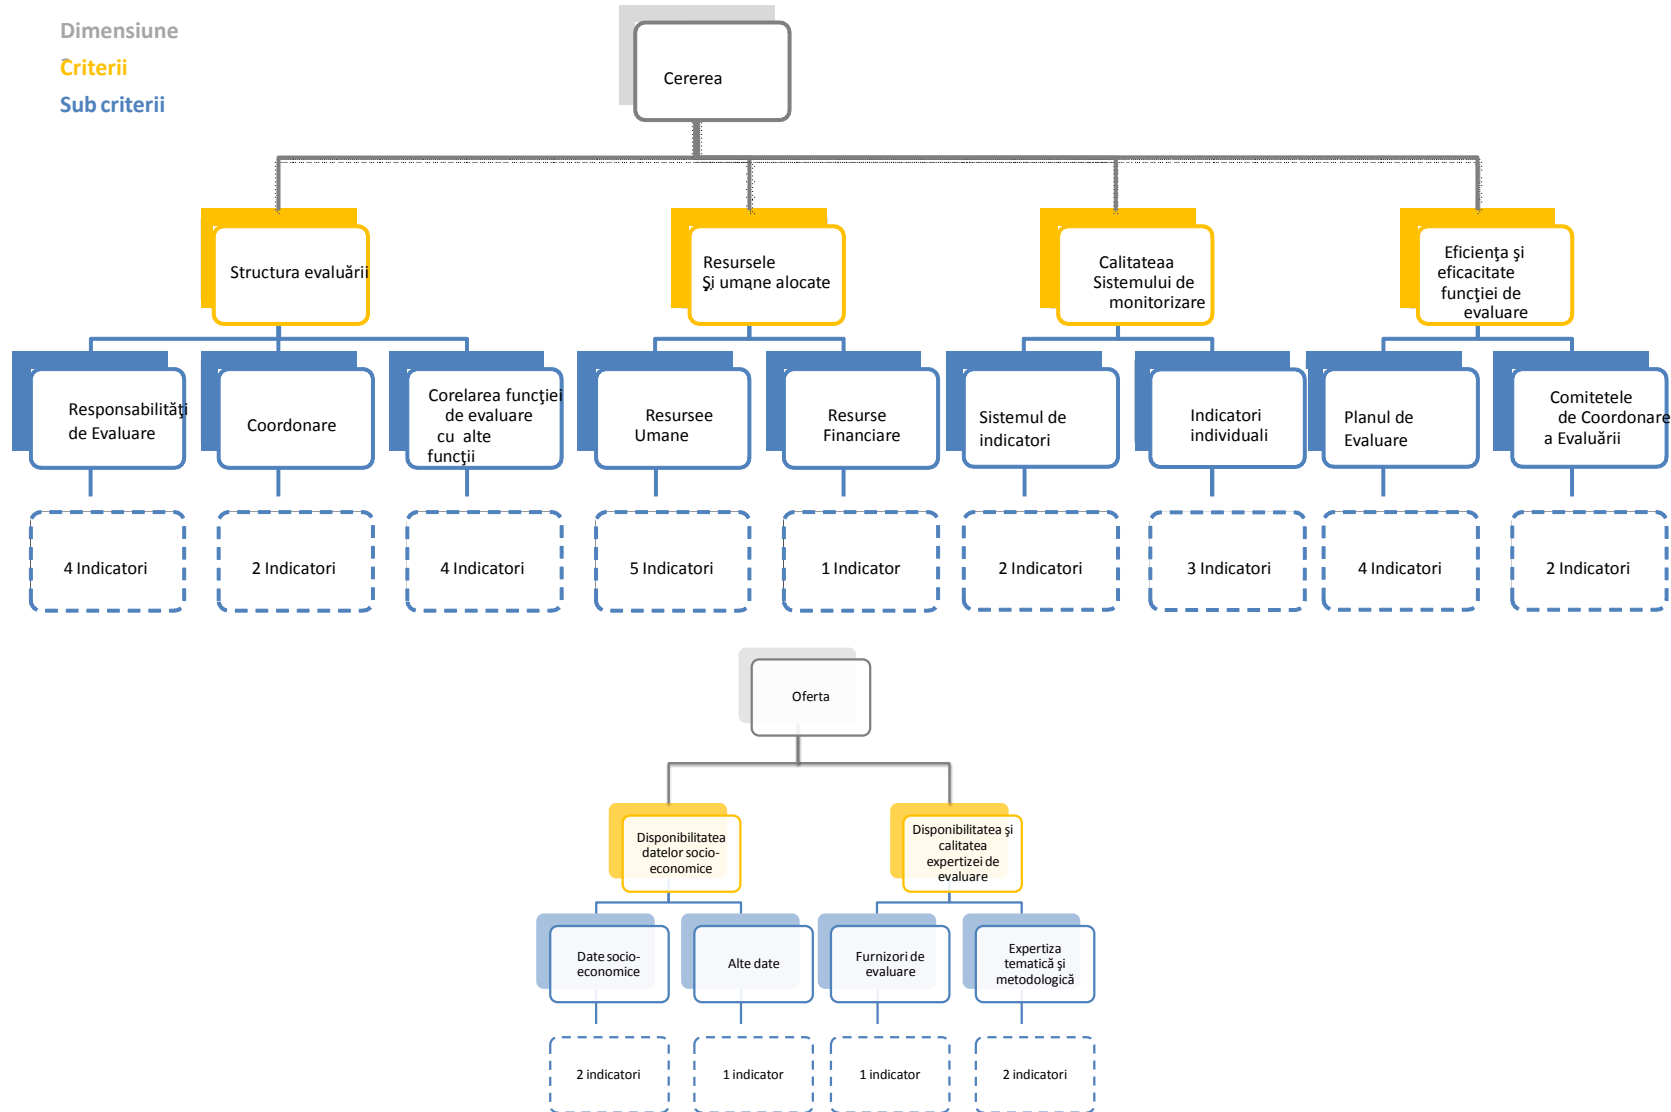 Dimensiune
Criterii
Sub criterii
Cererea
Structura evaluării
Resursele
Şi umane alocate
Calitateaa
Sistemului de
monitorizare
Eficienţa şi
eficacitate
funcţiei de
evaluare
Responsabilităţi
de Evaluare
Coordonare
Corelarea funcţiei
de evaluare
cu alte
funcţii
Resursee
Umane
Resurse
Financiare
Sistemul de
indicatori
Indicatori
individuali
Planul de
Evaluare
Comitetele
de Coordonare
a Evaluării
4 Indicatori
2 Indicatori
4 Indicatori
5 Indicatori
1 Indicator
2 Indicatori
3 Indicatori
4 Indicatori
2 Indicatori
Oferta
Disponibilitatea
datelor socio-
economice
Disponibilitatea şi
calitatea
expertizei de
evaluare
Date socio-
economice
Alte date
Furnizori de
evaluare
Expertiza
tematică şi
metodologică
2 indicatori
1 indicator
1 indicator
2 indicatori